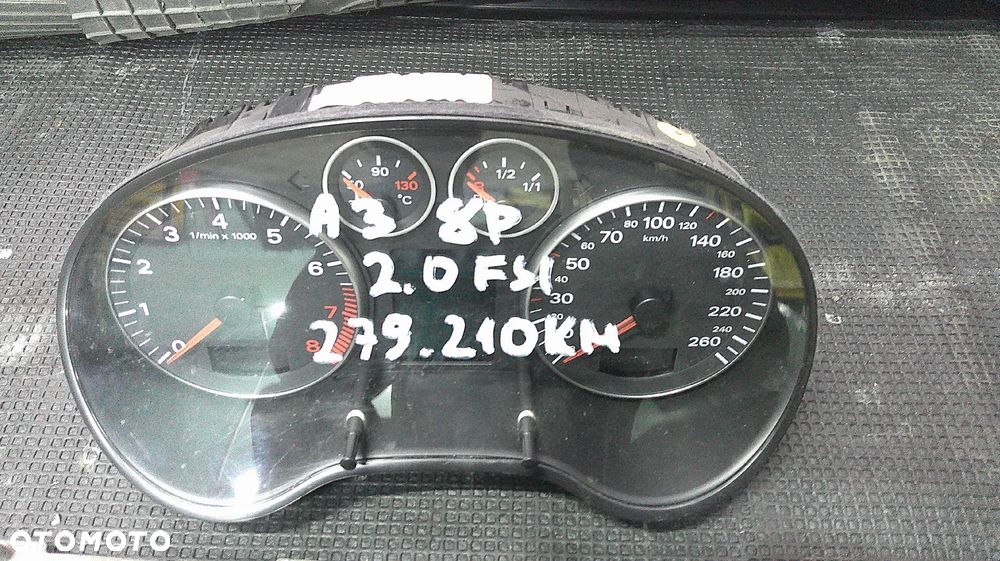 90
50 130
°C
1/2
R 1/1
0 1 2 3 4 5 6 7 8
1/min x 1000
20 30 40 50 60 70 80 100 120 140 160 180 200 220 240 260
km/h
A3 8P
2.0 FSI
279.210KM
OTOMOTO